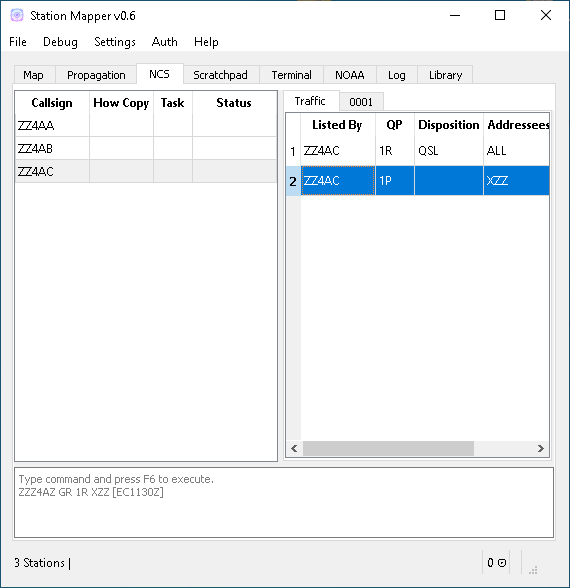 Station Mapper v0.6
File Debug Settings Auth Help
Map Propagation NCS Scratchpad Terminal NOAA Log Library
Callsign How Copy Task Status
ZZ4AA
ZZ4AB
ZZ4AC
Traffic 0001
Listed By QP Disposition Addressees
1 ZZ4AC 1R QSL ALL
2 ZZ4AC 1P XZZ
Type command and press F6 to execute.
ZZZ4AZ GR 1R XZZ [EC1130Z]
3 Stations |
0